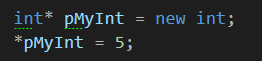 int* pMyInt = new int;
*pMyInt = 5;